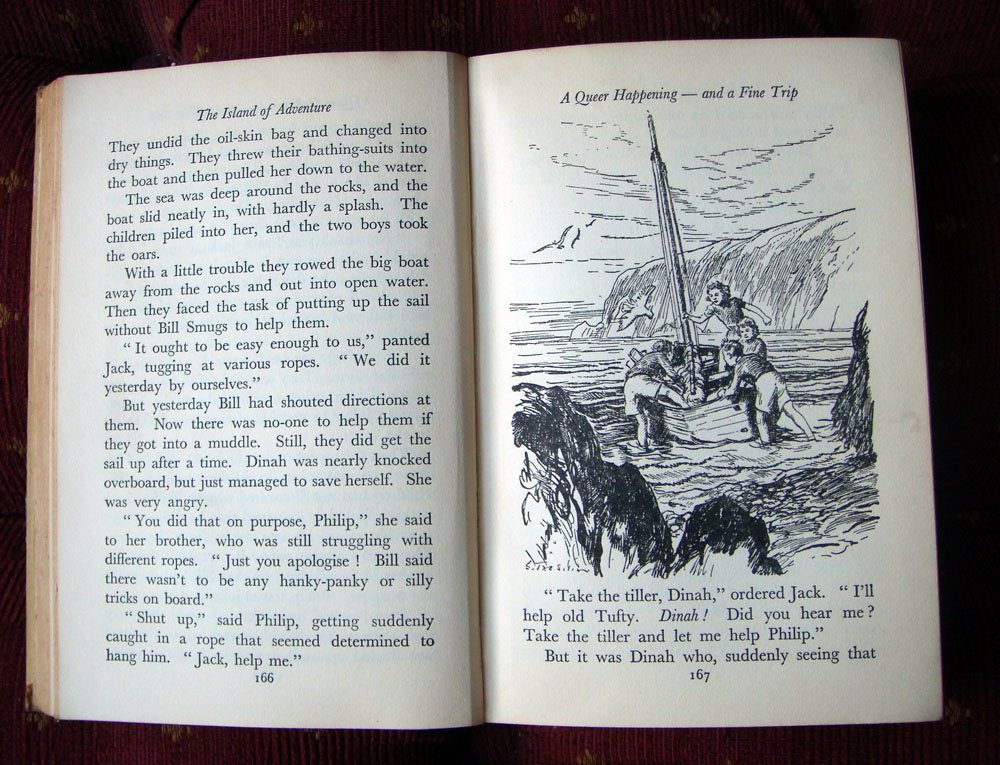 The Island of Adventure
They undid the oil-skin bag and changed into
dry things. They threw their bathing-suits into
the boat and then pulled her down to the water.
The sea was deep around the rocks, and the
boat slid neatly in, with hardly a splash. The
children piled into her, and the two boys took
the oars.
With a little trouble they rowed the big boat
away from the rocks and out into open water.
Then they faced the task of putting up the sail
without Bill Smugs to help them.
“ It ought to be easy enough to us,” panted
Jack, tugging at various ropes. “ We did it
yesterday by ourselves.”
But yesterday Bill had shouted directions at
them. Now there was no-one to help them if
they got into a muddle. Still, they did get the
sail up after a time. Dinah was nearly knocked
overboard, but just managed to save herself. She
was very angry.
“ You did that on purpose, Philip,” she said
to her brother, who was still struggling with
different ropes. “ Just you apologise ! Bill said
there wasn’t to be any hanky-panky or silly
tricks on board.”
“ Shut up,” said Philip, getting suddenly
caught in a rope that seemed determined to
hang him. “ Jack, help me.”
166
A Queer Happening — and a Fine Trip
“ Take the tiller, Dinah,” ordered Jack. “ I’ll
help old Tufty. Dinah ! Did you hear me ?
Take the tiller and let me help Philip.”
But it was Dinah who, suddenly seeing that
167